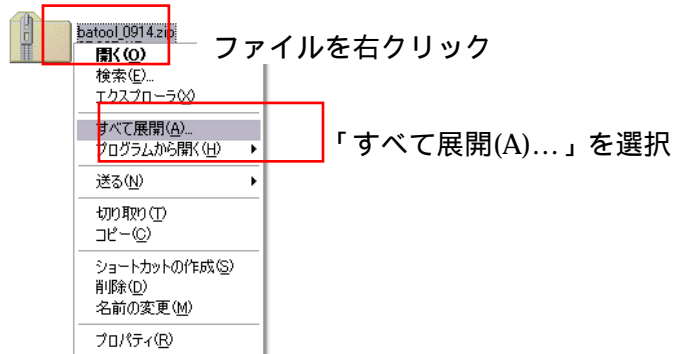 batool_0914.zip
ファイルを右クリック
開く(O)
検索(E)...
エクスプローラ(X)
すべて展開(A)...
「すべて展開(A)…」を選択
プログラムから開く(H)
送る(N)
切り取り(T)
コピー(C)
ショートカットの作成(S)
削除(D)
名前の変更(M)
プロパティ(R)